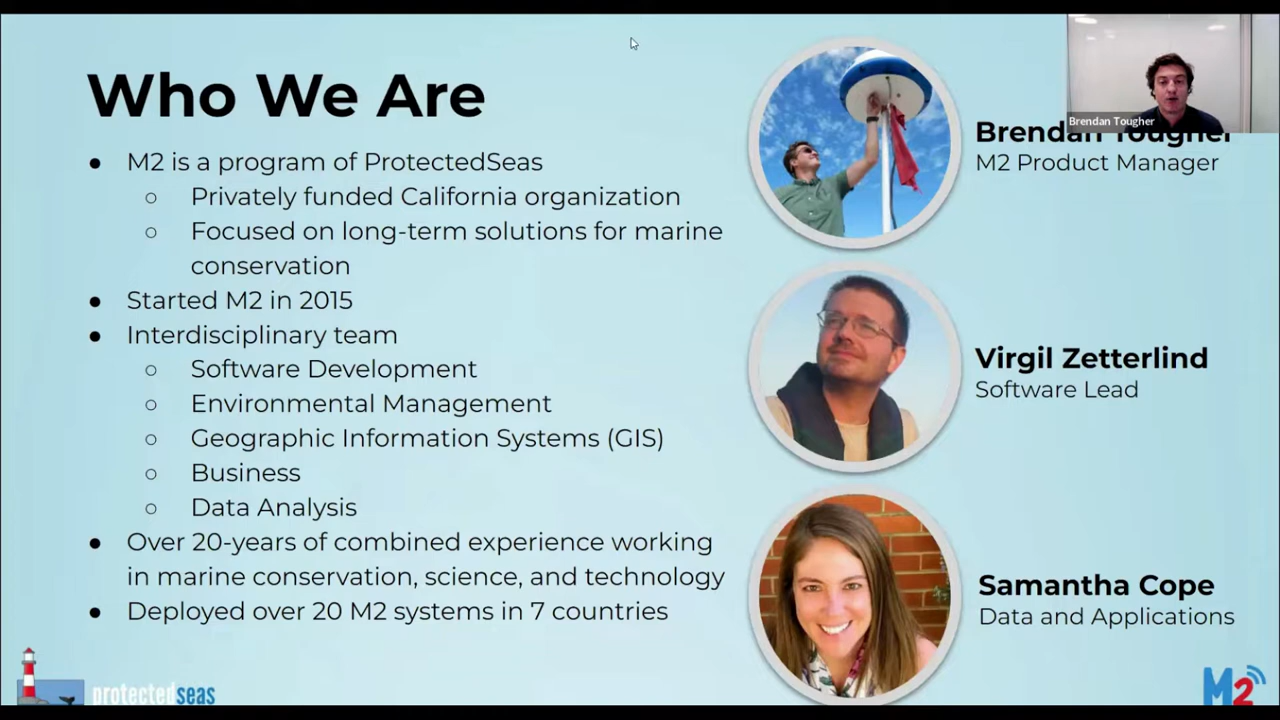 Who We Are
● M2 is a program of ProtectedSeas
○ Privately funded California organization
○ Focused on long-term solutions for marine
conservation
● Started M2 in 2015
● Interdisciplinary team
○ Software Development
○ Environmental Management
○ Geographic Information Systems (GIS)
○ Business
○ Data Analysis
● Over 20-years of combined experience working
in marine conservation, science, and technology
● Deployed over 20 M2 systems in 7 countries
Brendan Tougher
Brendan Tougher
M2 Product Manager
Virgil Zetterlind
Software Lead
Samantha Cope
Data and Applications
protectedseas
M2